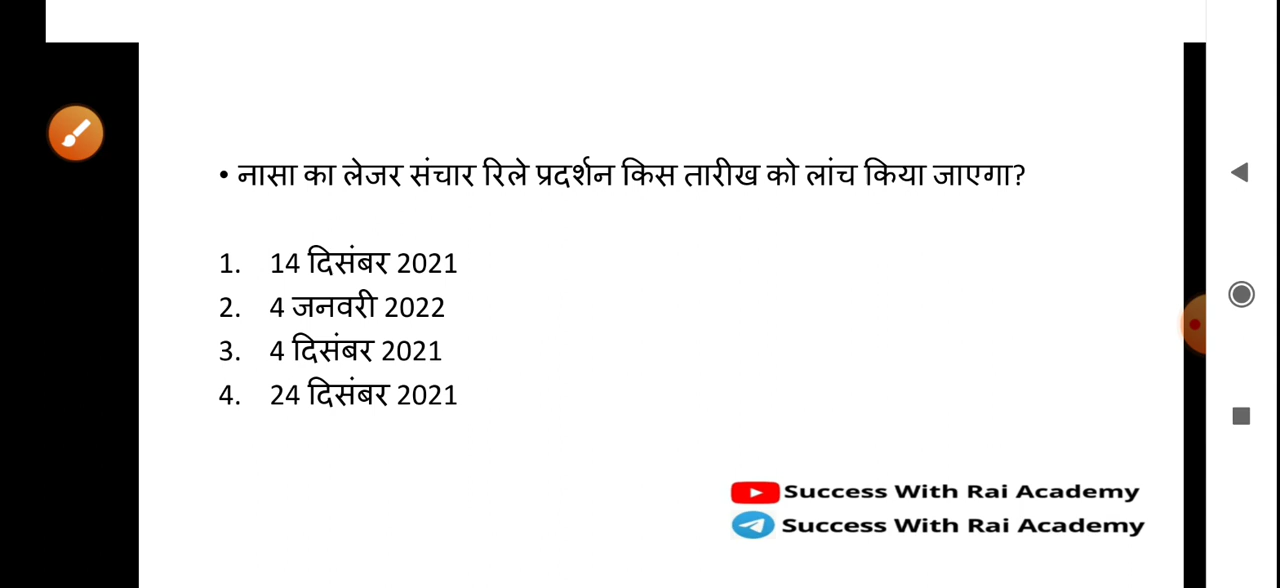 • नासा का लेजर संचार रिले प्रदर्शन किस तारीख को लांच किया जाएगा?
1. 14 दिसंबर 2021
2. 4 जनवरी 2022
3. 4 दिसंबर 2021
4. 24 दिसंबर 2021
Success With Rai Academy
Success With Rai Academy